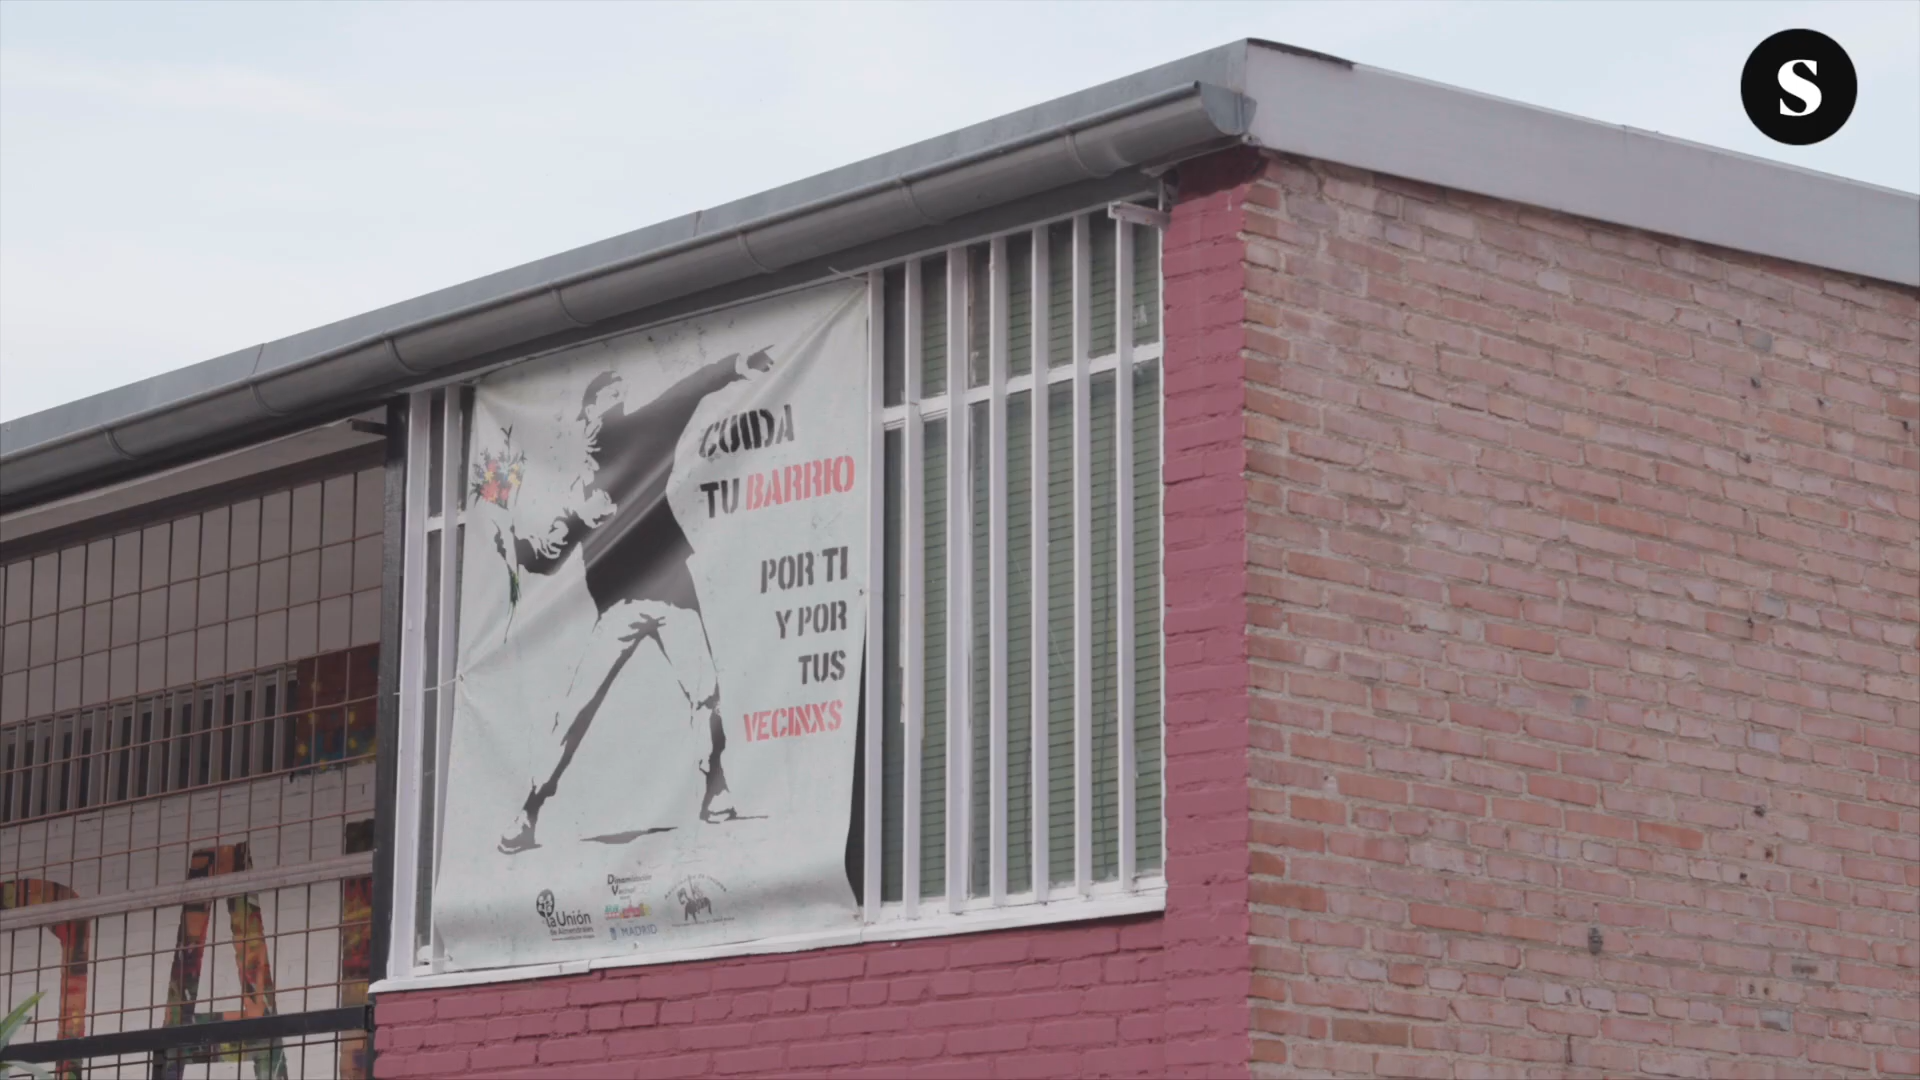 S
CUIDA
TU BARRIO
POR TI
Y POR
TUS
VECINXS
la Unión
de Almendrales
Dinamización
Vecinal
MADRID